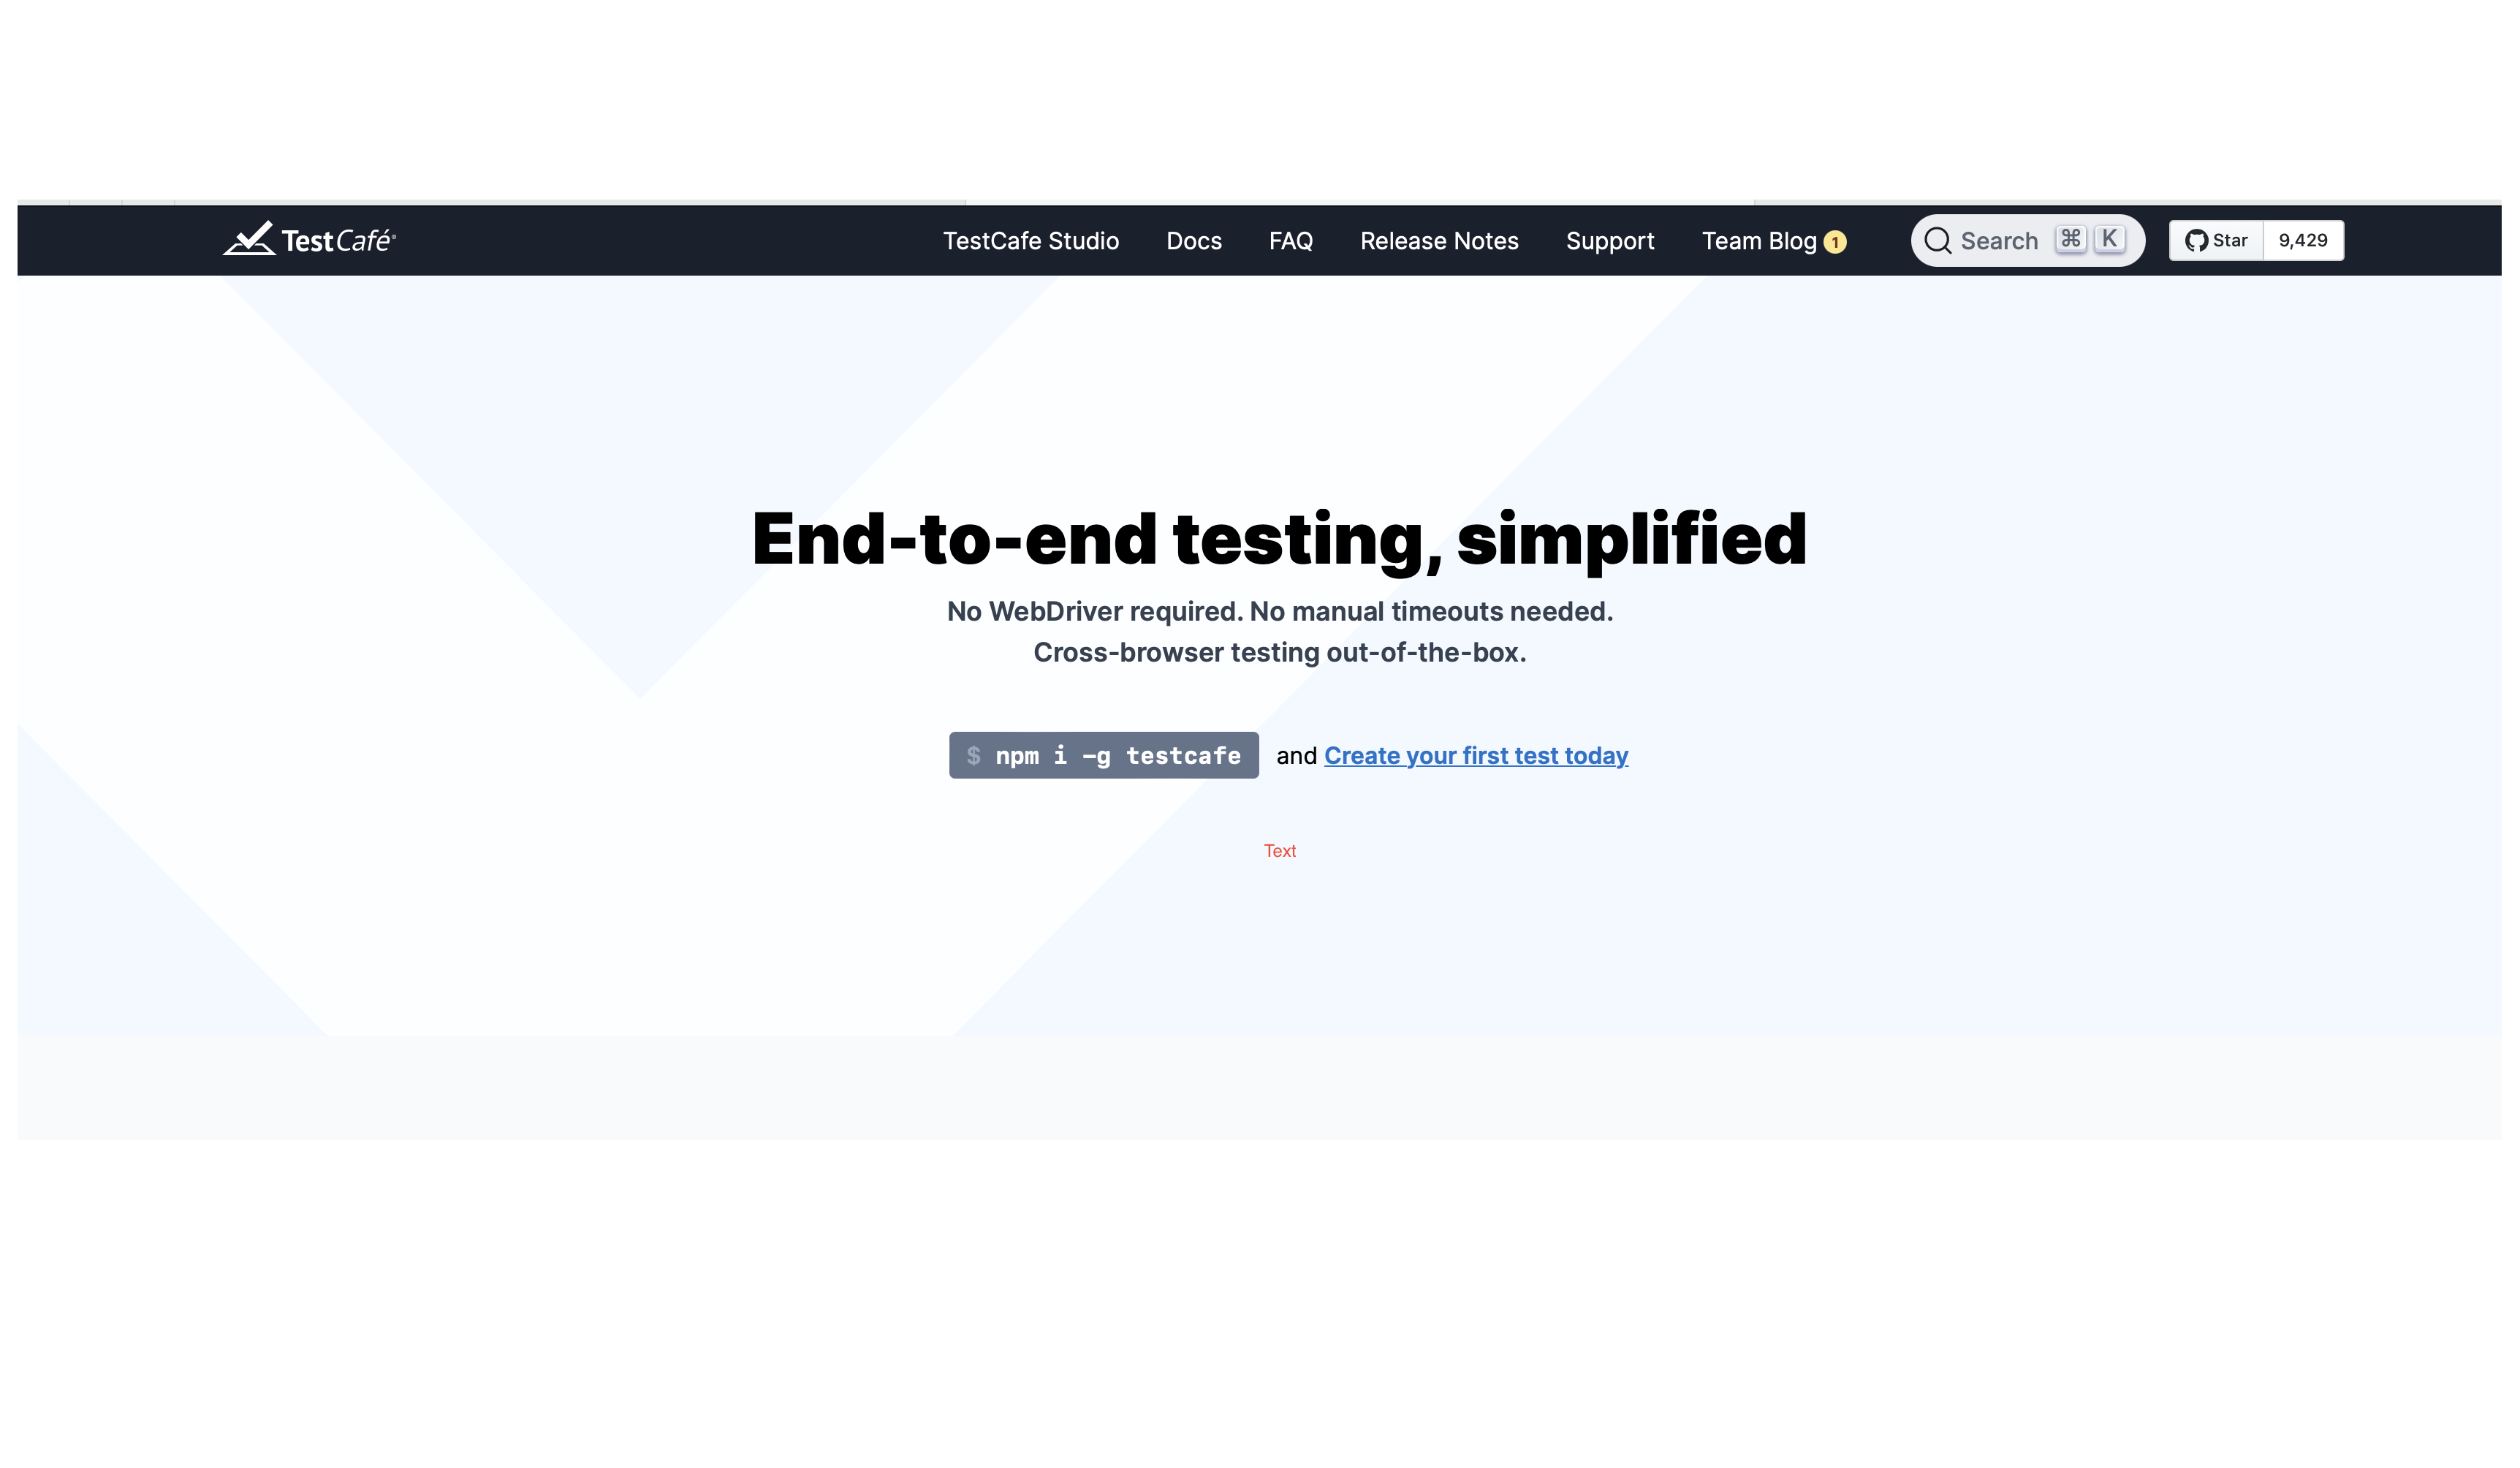 TestCafé®
TestCafe Studio Docs FAQ Release Notes Support Team Blog 1 Search ⌘ K Star 9,429
End-to-end testing, simplified
No WebDriver required. No manual timeouts needed.
Cross-browser testing out-of-the-box.
$ npm i -g testcafe and Create your first test today
Text